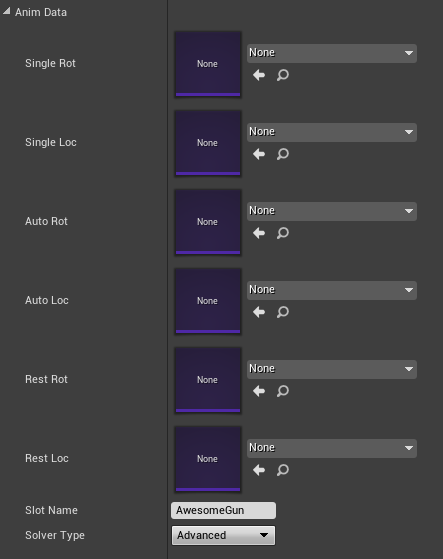 Anim Data
Single Rot None None
Single Loc None None
Auto Rot None None
Auto Loc None None
Rest Rot None None
Rest Loc None None
Slot Name AwesomeGun
Solver Type Advanced